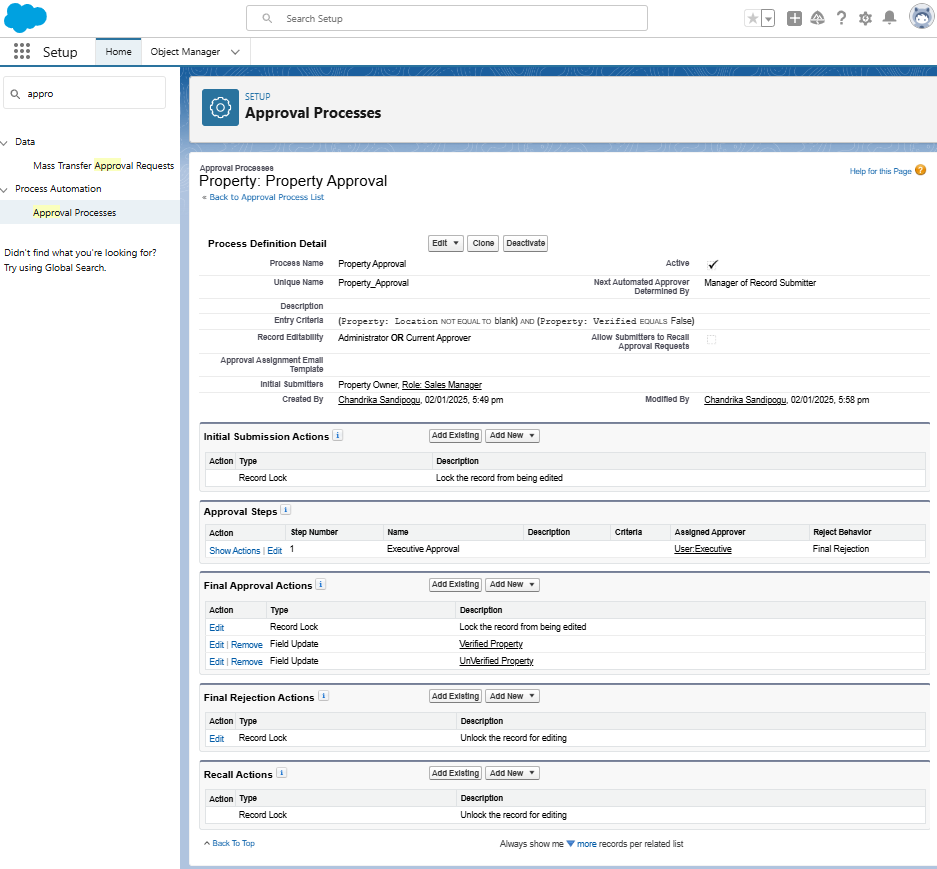 Search Setup
Setup
Home
Object Manager
appro
Data
Mass Transfer Approval Requests
Process Automation
Approval Processes
Didn't find what you're looking for?
Try using Global Search.
SETUP
Approval Processes
Approval Processes
Property: Property Approval
Help for this Page ?
« Back to Approval Process List
Process Definition Detail
Edit Clone Deactivate
Process Name Property Approval Active ✓
Unique Name Property_Approval Next Automated Approver Determined By Manager of Record Submitter
Description
Entry Criteria (Property: Location NOT EQUAL TO blank) AND (Property: Verified EQUALS False)
Record Editability Administrator OR Current Approver Allow Submitters to Recall Approval Requests
Approval Assignment Email Template
Initial Submitters Property Owner, Role: Sales Manager
Created By Chandrika Sandipogu, 02/01/2025, 5:49 pm Modified By Chandrika Sandipogu, 02/01/2025, 5:58 pm
Initial Submission Actions i Add Existing Add New
Action Type Description
Record Lock Lock the record from being edited
Approval Steps i
Action Step Number Name Description Criteria Assigned Approver Reject Behavior
Show Actions | Edit 1 Executive Approval User:Executive Final Rejection
Final Approval Actions i Add Existing Add New
Action Type Description
Edit Record Lock Lock the record from being edited
Edit | Remove Field Update Verified Property
Edit | Remove Field Update UnVerified Property
Final Rejection Actions i Add Existing Add New
Action Type Description
Edit Record Lock Unlock the record for editing
Recall Actions i Add Existing Add New
Action Type Description
Record Lock Unlock the record for editing
^ Back To Top
Always show me ▼ more records per related list